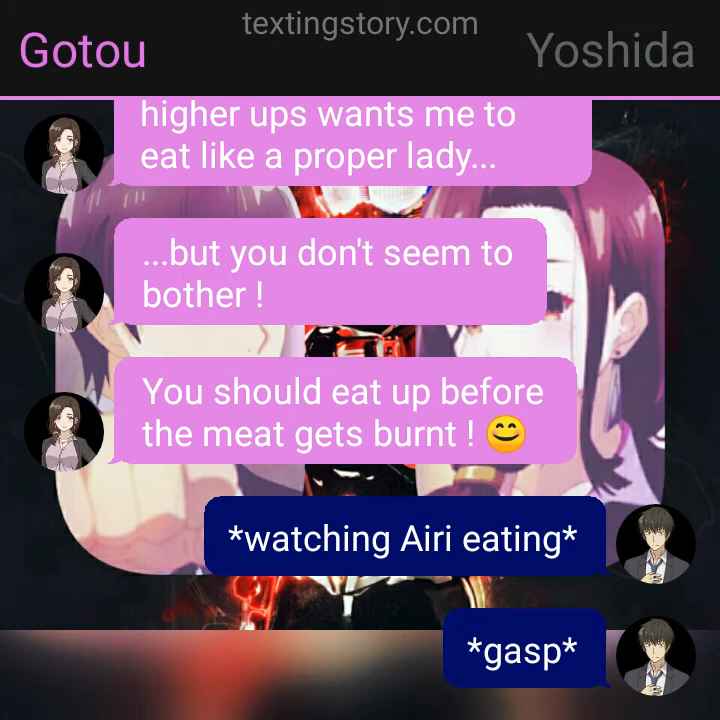 textingstory.com
Gotou
Yoshida
higher ups wants me to
eat like a proper lady...
...but you don't seem to
bother !
You should eat up before
the meat gets burnt ! 😊
*watching Airi eating*
*gasp*